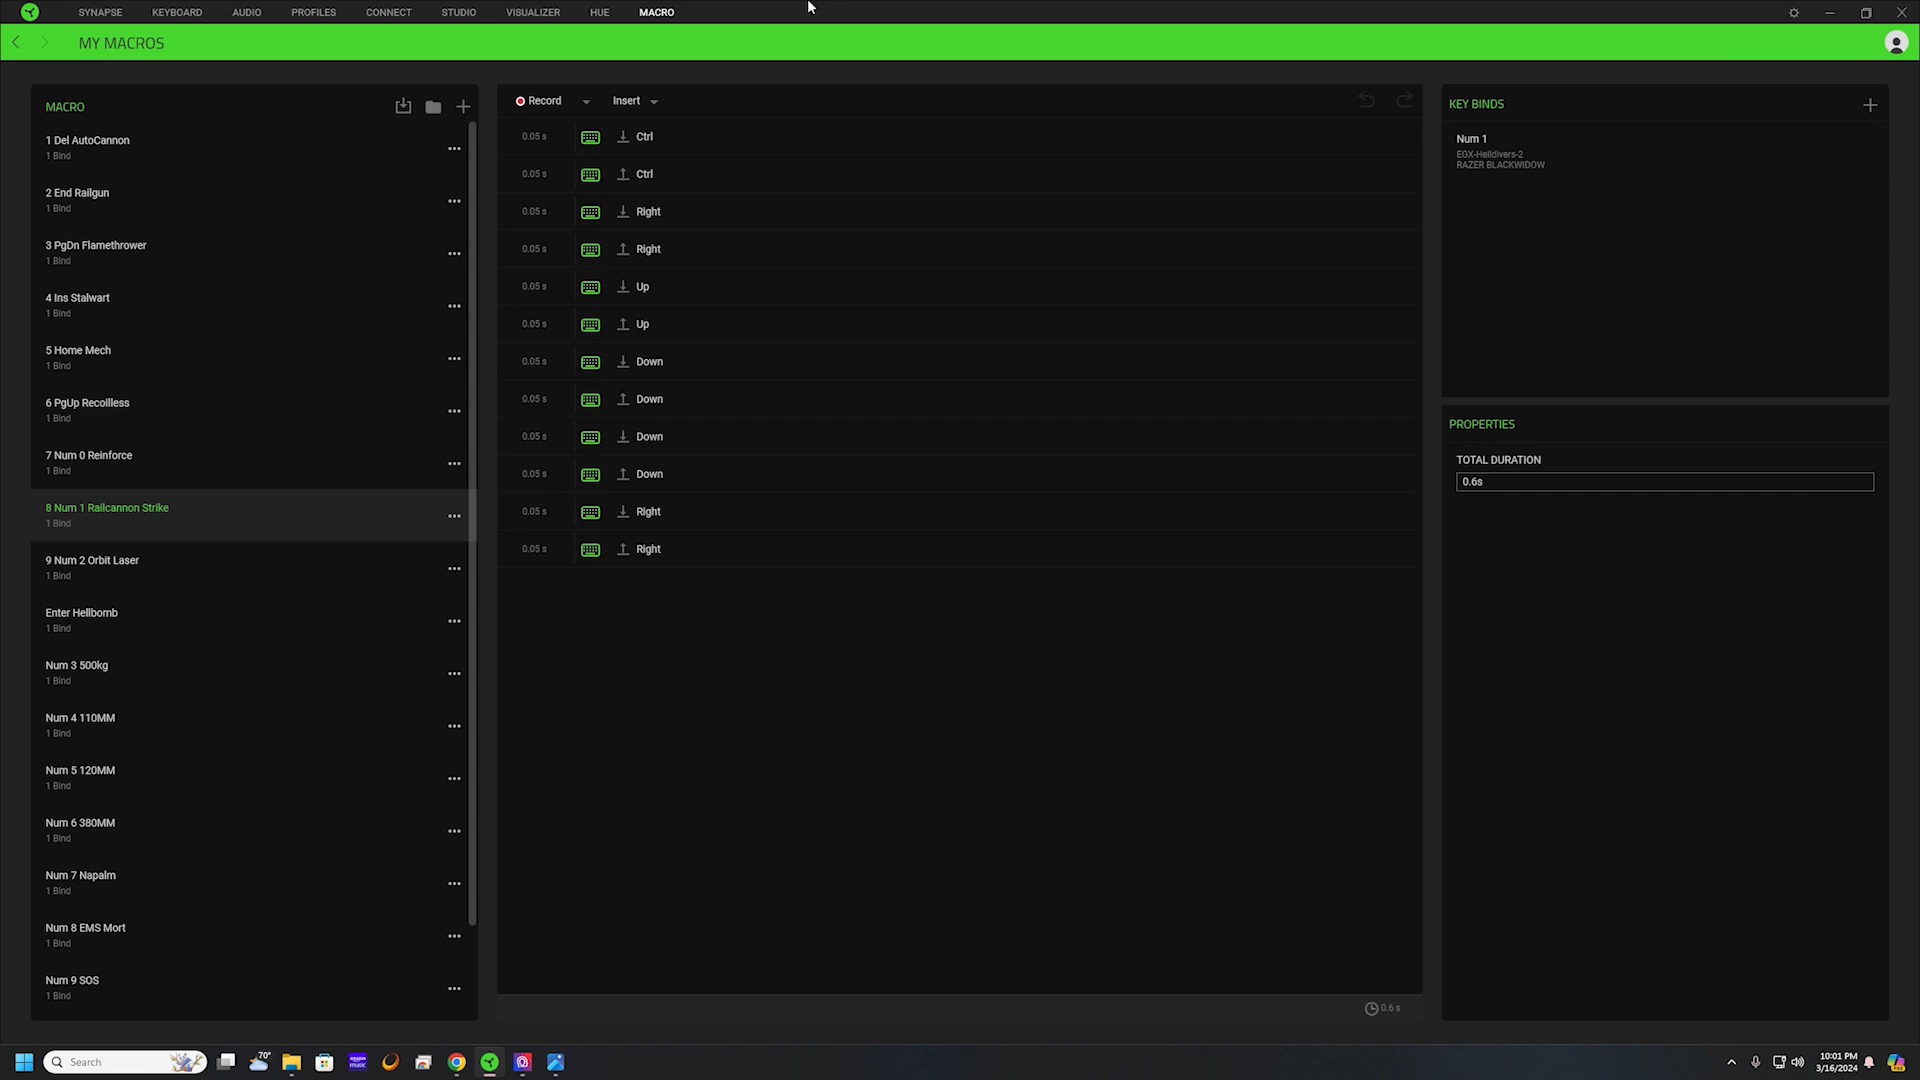 SYNAPSE KEYBOARD AUDIO PROFILES CONNECT STUDIO VISUALIZER HUE MACRO
MY MACROS
MACRO
1 Del AutoCannon
1 Bind
2 End Railgun
1 Bind
3 PgDn Flamethrower
1 Bind
4 Ins Stalwart
1 Bind
5 Home Mech
1 Bind
6 PgUp Recoilless
1 Bind
7 Num 0 Reinforce
1 Bind
8 Num 1 Railcannon Strike
1 Bind
9 Num 2 Orbit Laser
1 Bind
Enter Hellbomb
1 Bind
Num 3 500kg
1 Bind
Num 4 110MM
1 Bind
Num 5 120MM
1 Bind
Num 6 380MM
1 Bind
Num 7 Napalm
1 Bind
Num 8 EMS Mort
1 Bind
Num 9 SOS
1 Bind
Record Insert
0.05 s Ctrl
0.05 s Ctrl
0.05 s Right
0.05 s Right
0.05 s Up
0.05 s Up
0.05 s Down
0.05 s Down
0.05 s Down
0.05 s Down
0.05 s Right
0.05 s Right
0.6 s
KEY BINDS
Num 1
EGX-Helldivers-2
RAZER BLACKWIDOW
PROPERTIES
TOTAL DURATION
0.6s
Search
70°
10:01 PM
3/16/2024